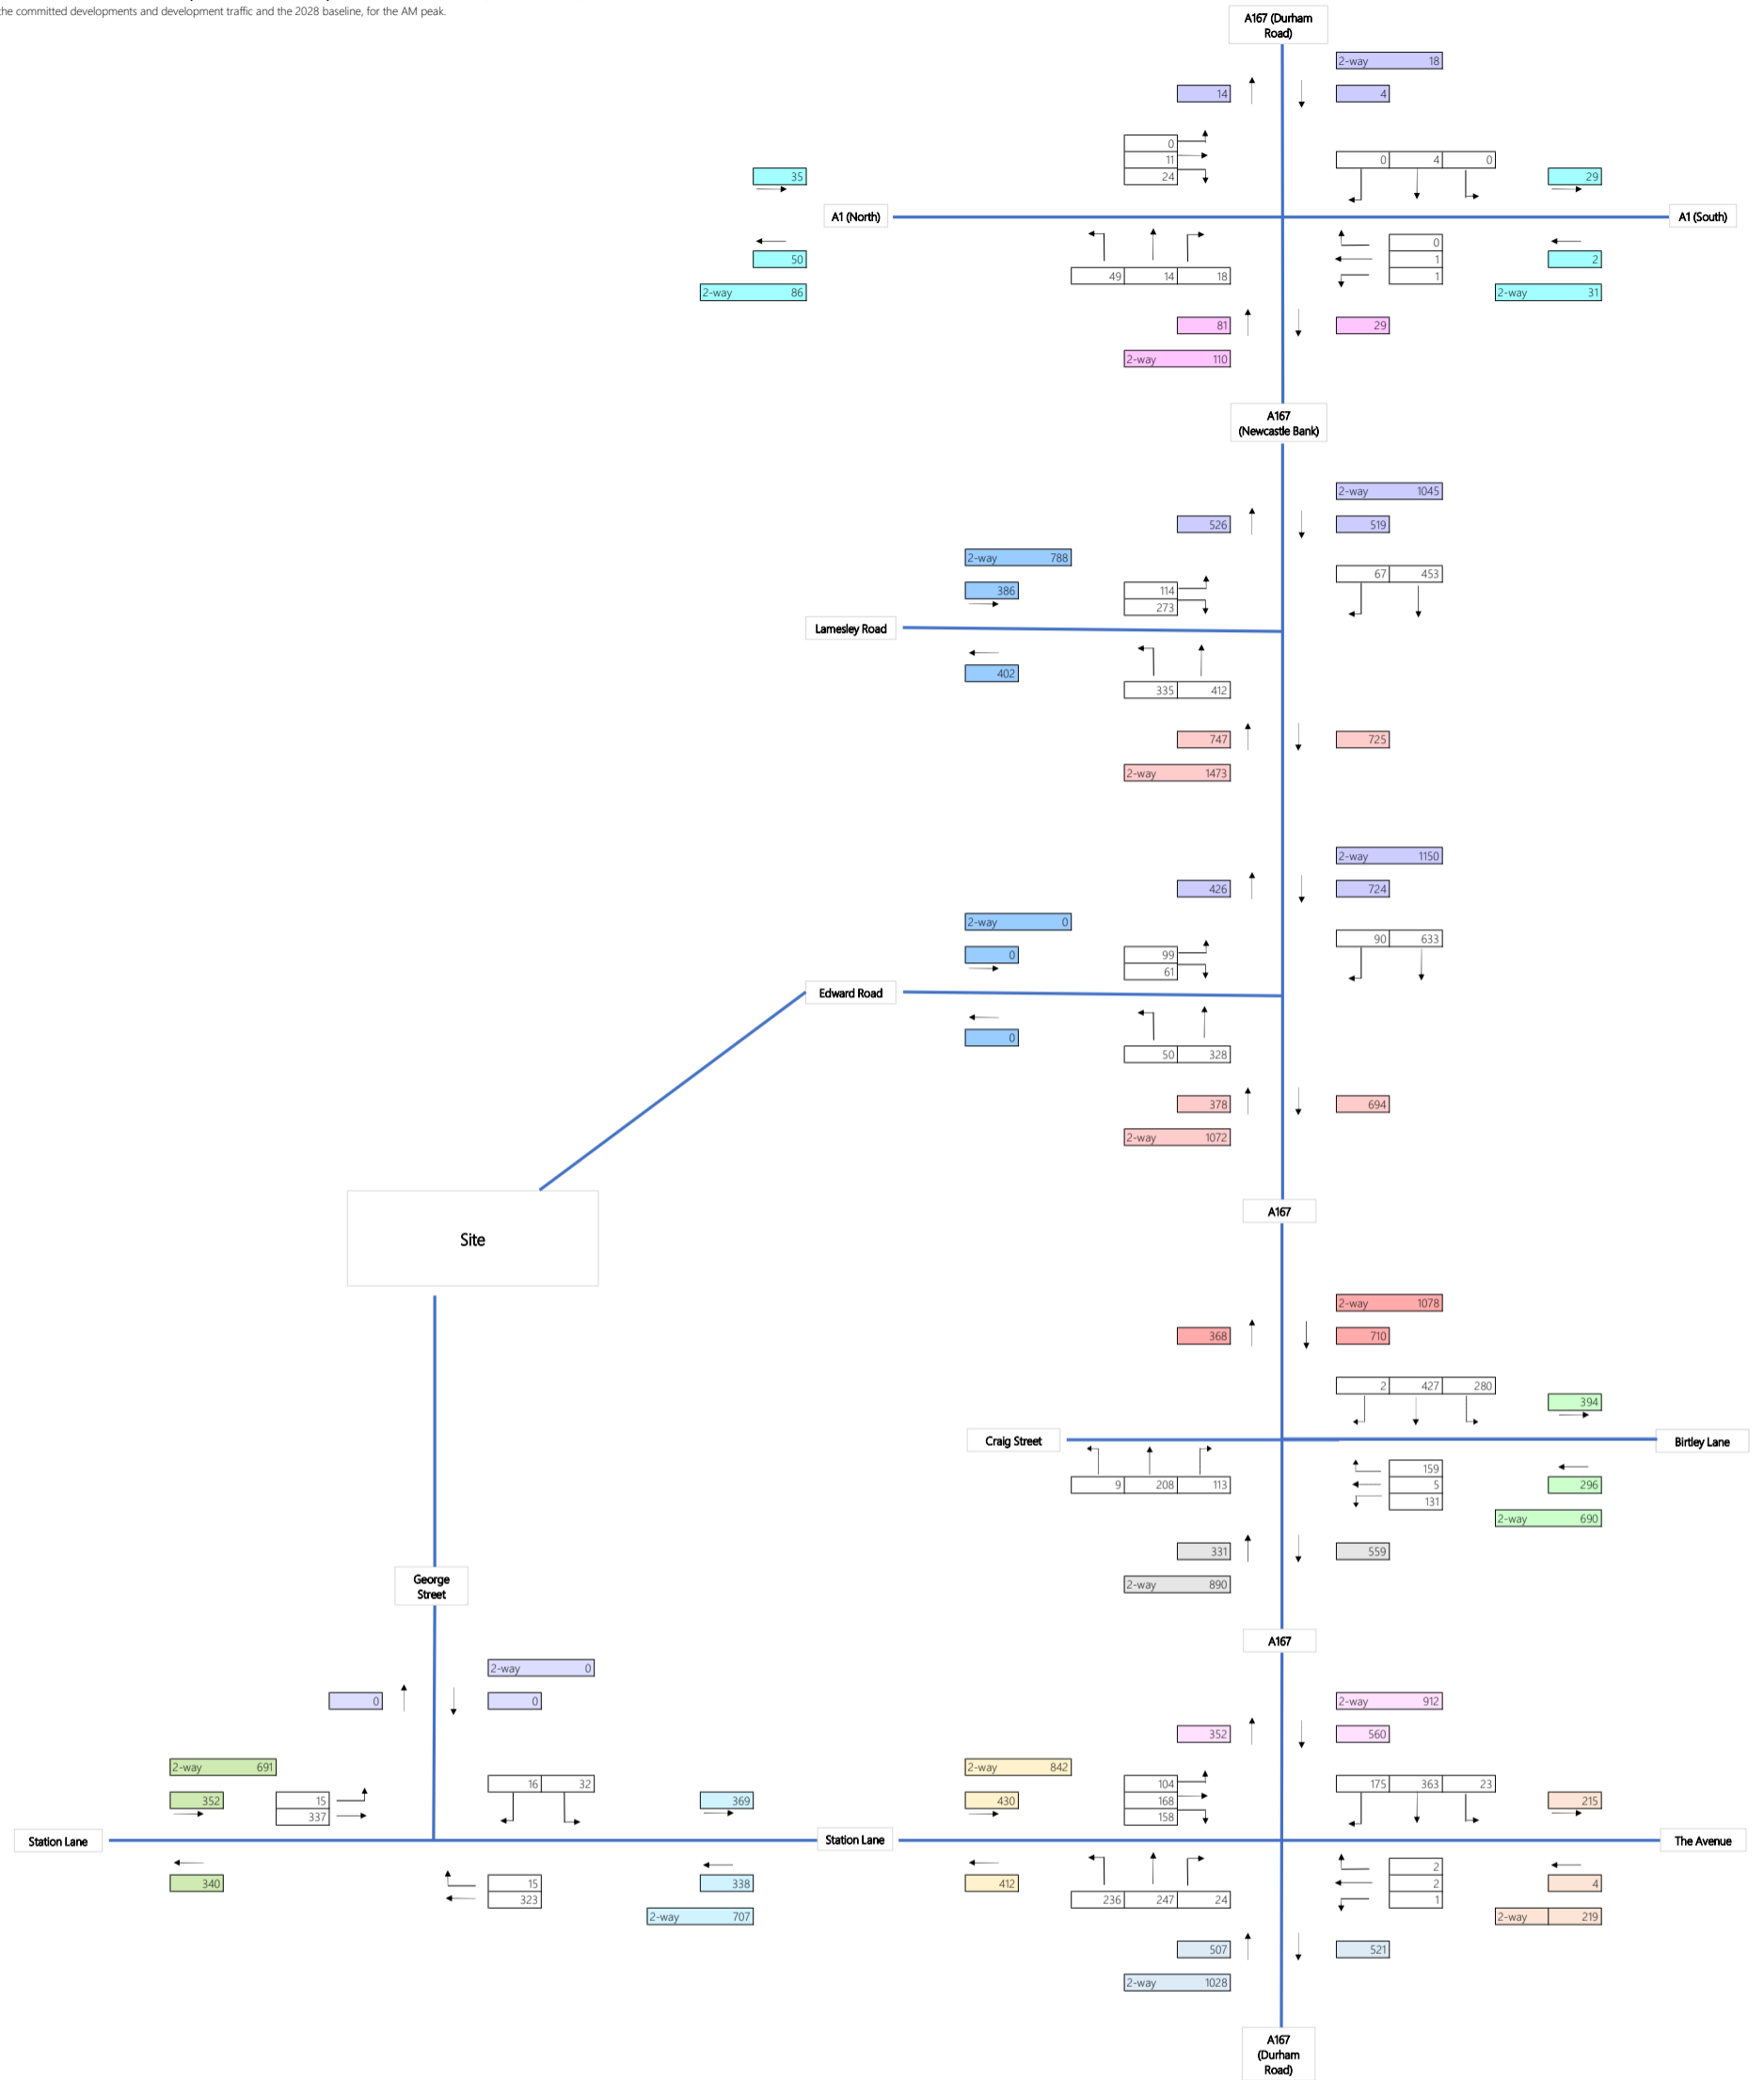 the committed developments and development traffic and the 2028 baseline, for the AM peak.
A167 (Durham
Road)
2-way 18
14 4
0
11
24
0 4 0
35
29
A1 (North)
A1 (South)
50
2-way 86
49 14 18
0
1
1
2
2-way 31
81 29
2-way 110
A167
(Newcastle Bank)
2-way 1045
526 519
2-way 788
386
114
273
67 453
Lamesley Road
402
335 412
747 725
2-way 1473
2-way 1150
426 724
2-way 0
0
99
61
90 633
Edward Road
0
50 328
378 694
2-way 1072
Site
A167
2-way 1078
368 710
2 427 280
394
Craig Street
Birtley Lane
9 208 113
159
5
131
296
2-way 690
331 559
2-way 890
George
Street
A167
2-way 0
0 0
2-way 912
352 560
2-way 691
352
15
337
16 32
369
2-way 842
430
104
168
158
175 363 23
215
Station Lane
Station Lane
The Avenue
340
15
323
338
2-way 707
412
236 247 24
2
2
1
4
2-way 219
507 521
2-way 1028
A167
(Durham
Road)